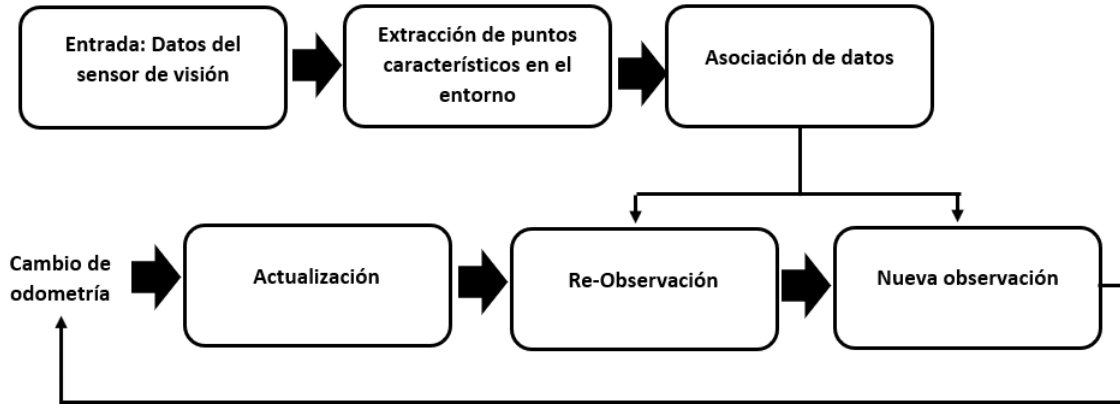 Entrada: Datos del
sensor de visión
Extracción de puntos
característicos en el
entorno
Asociación de datos
Cambio de
odometría
Actualización
Re-Observación
Nueva observación